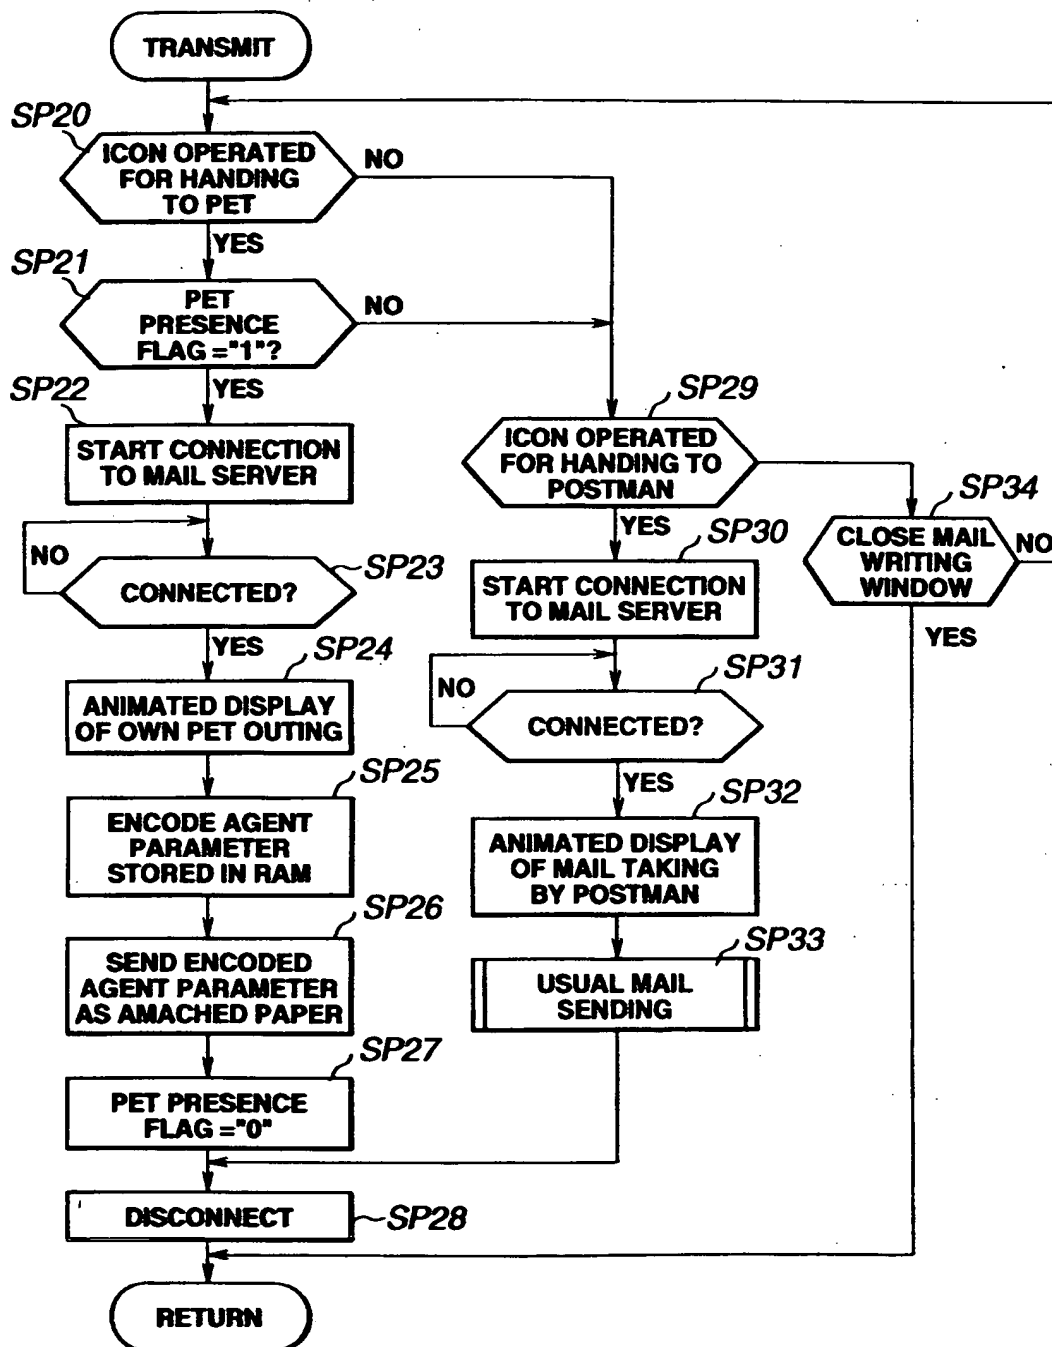 TRANSMIT
SP20
ICON OPERATED
FOR HANDING
TO PET
NO
YES
SP21
PET
PRESENCE
FLAG ="1"?
NO
YES
SP22
START CONNECTION
TO MAIL SERVER
NO
CONNECTED?
SP23
YES
SP24
ANIMATED DISPLAY
OF OWN PET OUTING
SP25
ENCODE AGENT
PARAMETER
STORED IN RAM
SP26
SEND ENCODED
AGENT PARAMETER
AS AMACHED PAPER
SP27
PET PRESENCE
FLAG ="0"
DISCONNECT
SP28
RETURN
SP29
ICON OPERATED
FOR HANDING TO
POSTMAN
YES
SP30
START CONNECTION
TO MAIL SERVER
NO
SP31
CONNECTED?
YES
SP32
ANIMATED DISPLAY
OF MAIL TAKING
BY POSTMAN
SP33
USUAL MAIL
SENDING
SP34
CLOSE MAIL
WRITING
WINDOW
NO
YES